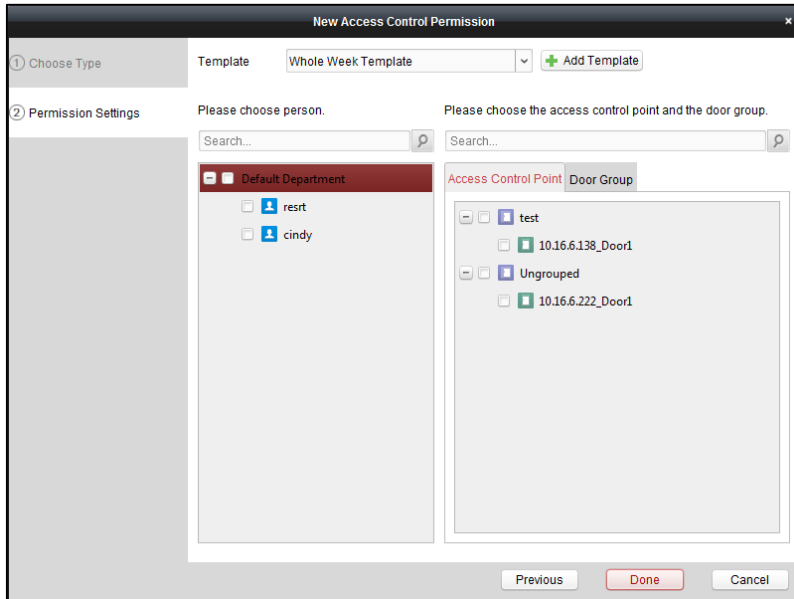 New Access Control Permission
×
1 Choose Type
2 Permission Settings
Template
Whole Week Template
Add Template
Please choose person.
Search...
Default Department
resrt
cindy
Please choose the access control point and the door group.
Search...
Access Control Point
Door Group
test
10.16.6.138_Door1
Ungrouped
10.16.6.222_Door1
Previous
Done
Cancel